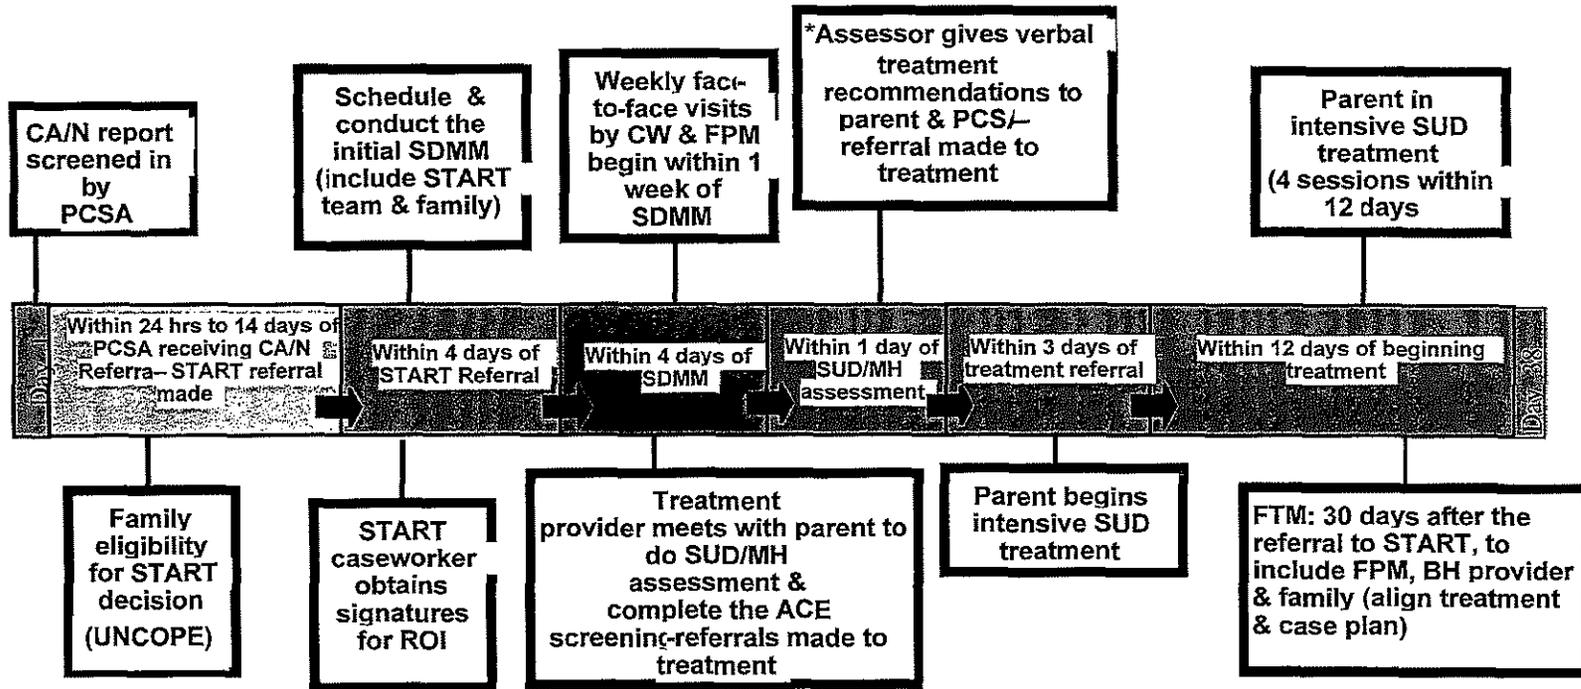 CA/N report
screened in
by
PCSA
Schedule &
conduct the
initial SDMM
(include START
team & family)
Weekly face-
to-face visits
by CW & FPM
begin within 1
week of
SDMM
*Assessor gives verbal
treatment
recommendations to
parent &
referral made to
treatment
Parent in
intensive SUD
treatment
(4 sessions within
12 days
Within 24 hrs to 14 days of
PCSA receiving CA/N
START referral
made
Within 4 days of
START Referral
Within 4 days of
SDMM
Within 1 day of
SUD/MH
assessment
Within 3 days of
treatment referral
Within 12 days of beginning
treatment
Day 38
Family
eligibility
for START
decision
(UNCOPE)
START
caseworker
obtains
signatures
for ROI
Treatment
provider meets with parent to
do SUD/MH
assessment &
complete the ACE
screening-referrals made to
treatment
Parent begins
intensive SUD
treatment
FTM: 30 days after the
referral to START, to
include FPM, BH provider
& family (align treatment
& case plan)